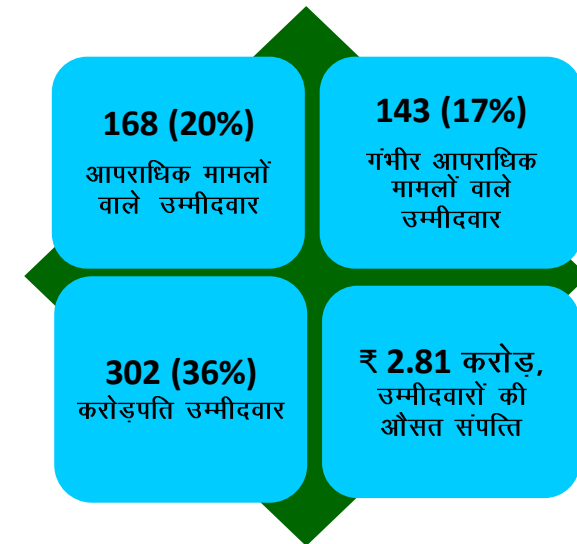 168 (20%)
आपराधिक मामलों
वाले उम्मीदवार
143 (17%)
गंभीर आपराधिक
मामलों वाले
उम्मीदवार
302 (36%)
करोड़पति उम्मीदवार
₹ 2.81 करोड़,
उम्मीदवारों की
औसत संपत्ति